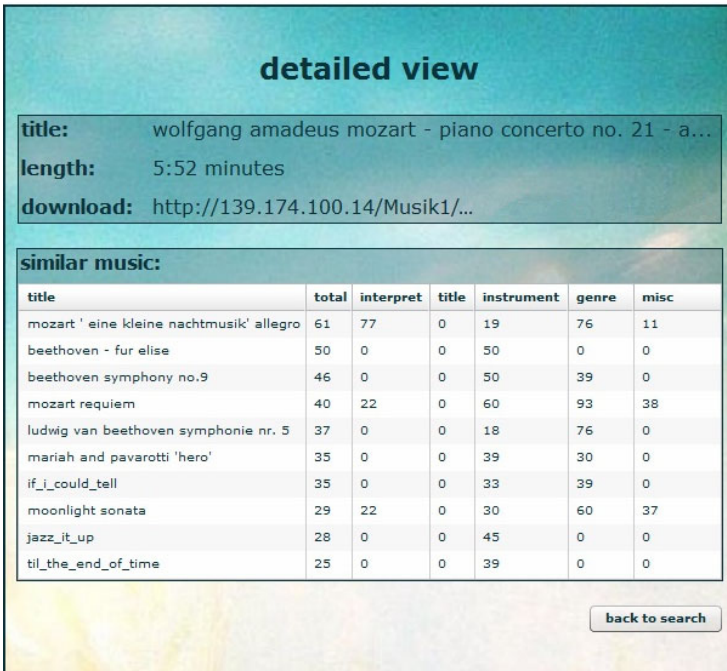 detailed view
title: wolfgang amadeus mozart - piano concerto no. 21 - a...
length: 5:52 minutes
download: http://139.174.100.14/Musik1/...
similar music:
title total interpret title instrument genre misc
mozart ' eine kleine nachtmusik' allegro 61 77 0 19 76 11
beethoven - fur elise 50 0 0 50 0 0
beethoven symphony no.9 46 0 0 50 39 0
mozart requiem 40 22 0 60 93 38
ludwig van beethoven symphonie nr. 5 37 0 0 18 76 0
mariah and pavarotti 'hero' 35 0 0 39 30 0
if_i_could_tell 35 0 0 33 39 0
moonlight sonata 29 22 0 30 60 37
jazz_it_up 28 0 0 45 0 0
til_the_end_of_time 25 0 0 39 0 0
back to search